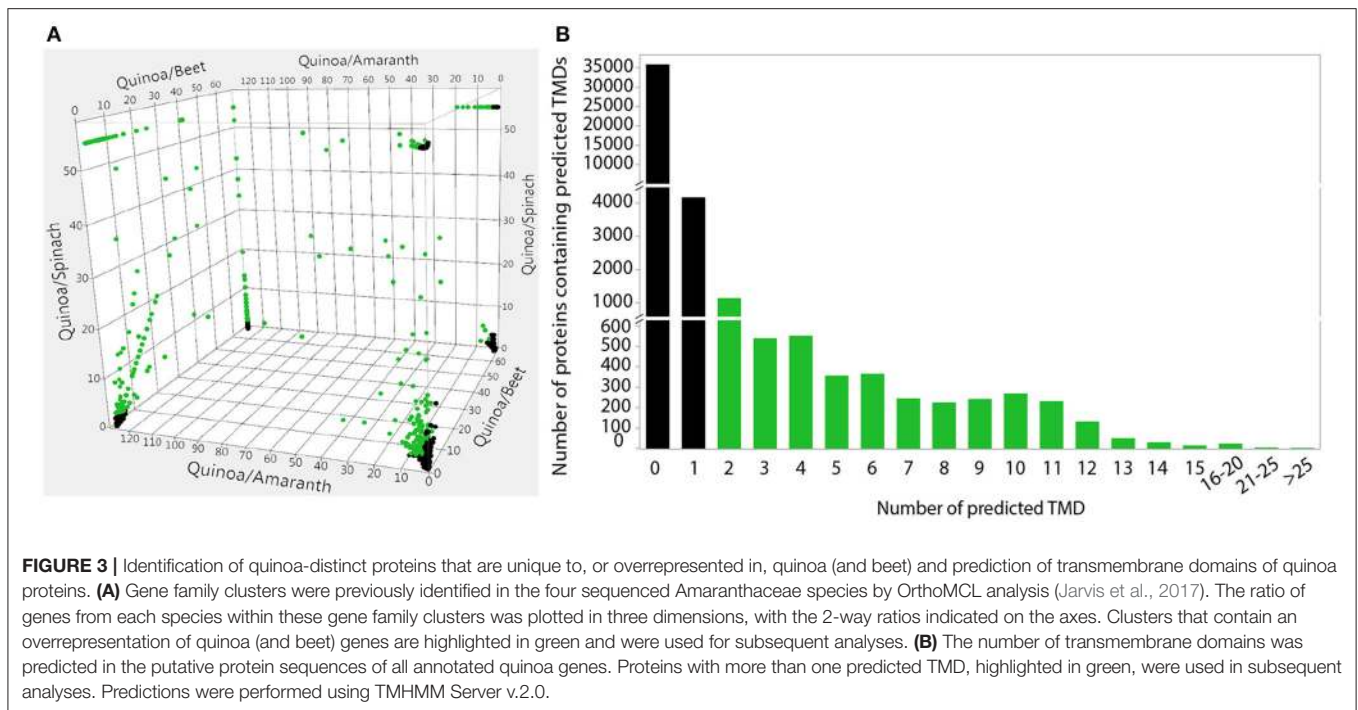 A
Quinoa/Beet
0 10 20 30 40 50 60
Quinoa/Amaranth
120 110 100 90 80 70 60 50 40 30 20 10 0
50
40
30
20
10
0
Quinoa/Spinach
50
40
30
20
10
0
Quinoa/Spinach
60
50
40
30
20
10
0
Quinoa/Beet
120 110 100 90 80 70 60 50 40 30 20 10 0
Quinoa/Amaranth
B
Number of proteins containing predicted TMDs
35000
30000
25000
20000
15000
10000
4000
3000
2000
1000
600
500
400
300
200
100
0
0 1 2 3 4 5 6 7 8 9 10 11 12 13 14 15 16-20 21-25 >25
Number of predicted TMD
FIGURE 3 | Identification of quinoa-distinct proteins that are unique to, or overrepresented in, quinoa (and beet) and prediction of transmembrane domains of quinoa
proteins. (A) Gene family clusters were previously identified in the four sequenced Amaranthaceae species by OrthoMCL analysis (Jarvis et al., 2017). The ratio of
genes from each species within these gene family clusters was plotted in three dimensions, with the 2-way ratios indicated on the axes. Clusters that contain an
overrepresentation of quinoa (and beet) genes are highlighted in green and were used for subsequent analyses. (B) The number of transmembrane domains was
predicted in the putative protein sequences of all annotated quinoa genes. Proteins with more than one predicted TMD, highlighted in green, were used in subsequent
analyses. Predictions were performed using TMHMM Server v.2.0.